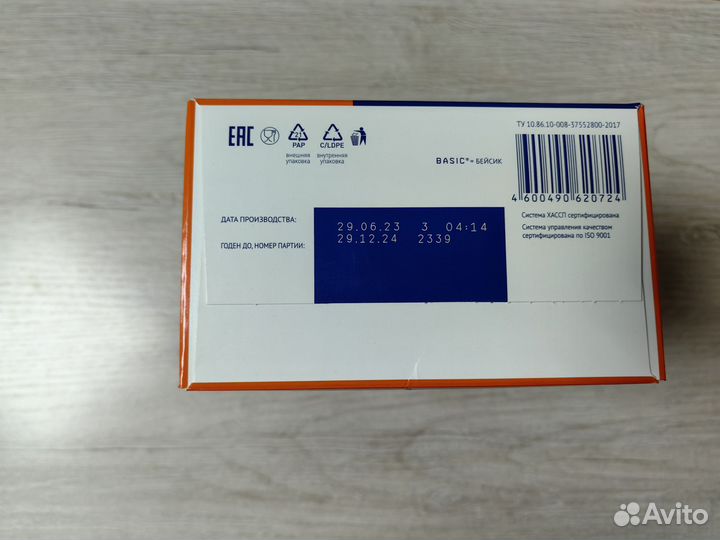 ТУ 10.86.10-008-37552800-2017
EAC
21
PAP
внешняя
упаковка
C/LDPE
внутренняя
упаковка
BASIC*= БЕЙСИК
4 600490 620724
Система ХАССП сертифицирована
Система управления качеством
сертифицирована по ISO 9001
ДАТА ПРОИЗВОДСТВА:
29.06.23 3 04:14
ГОДЕН ДО, НОМЕР ПАРТИИ:
29.12.24 2339
Avito